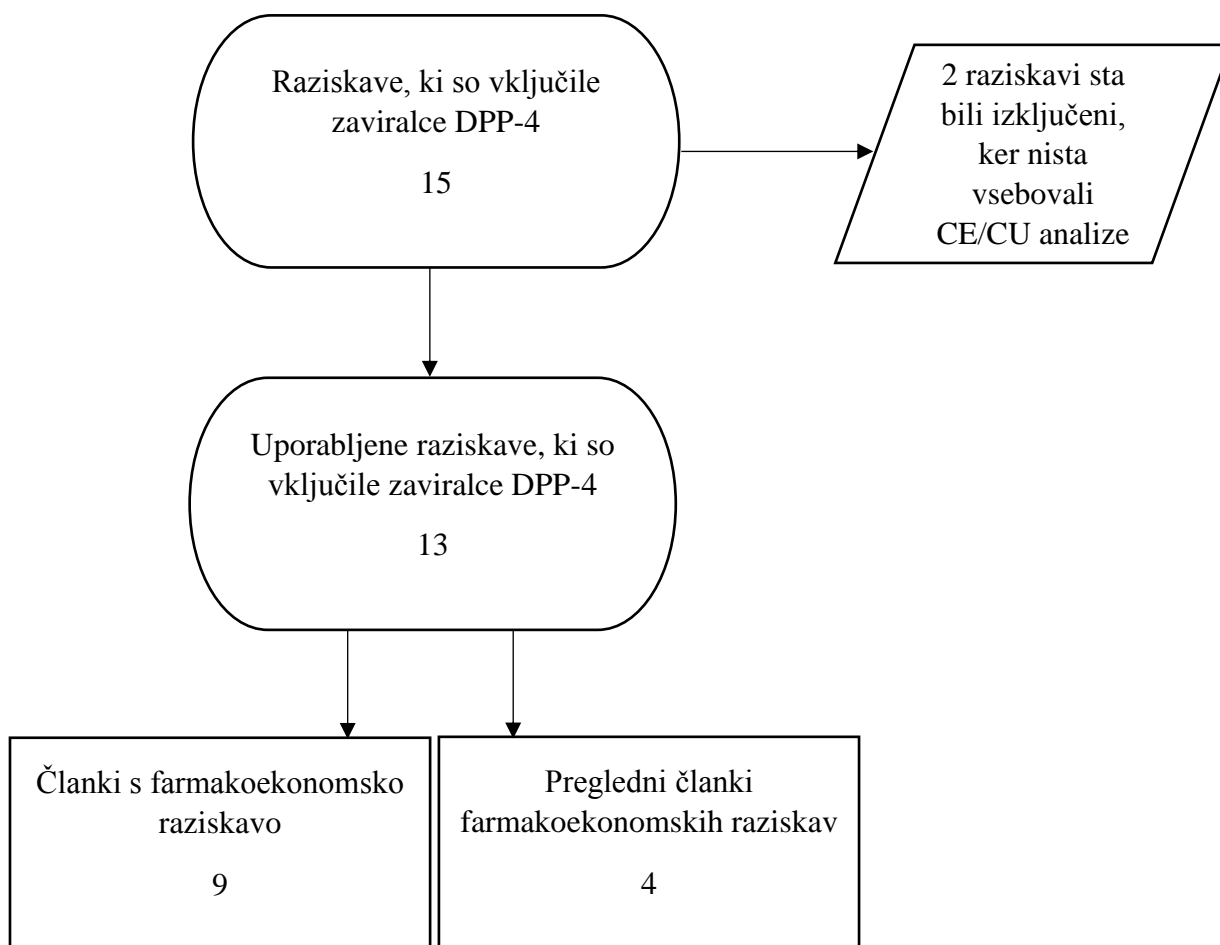 Raziskave, ki so vključile
zaviralce DPP-4
15
2 raziskavi sta
bili izključeni,
ker nista
vsebovali
CE/CU analize
Uporabljene raziskave, ki so
vključile zaviralce DPP-4
13
Članki s farmakoekonomsko
raziskavo
9
Pregledni članki
farmakoekonomskih raziskav
4